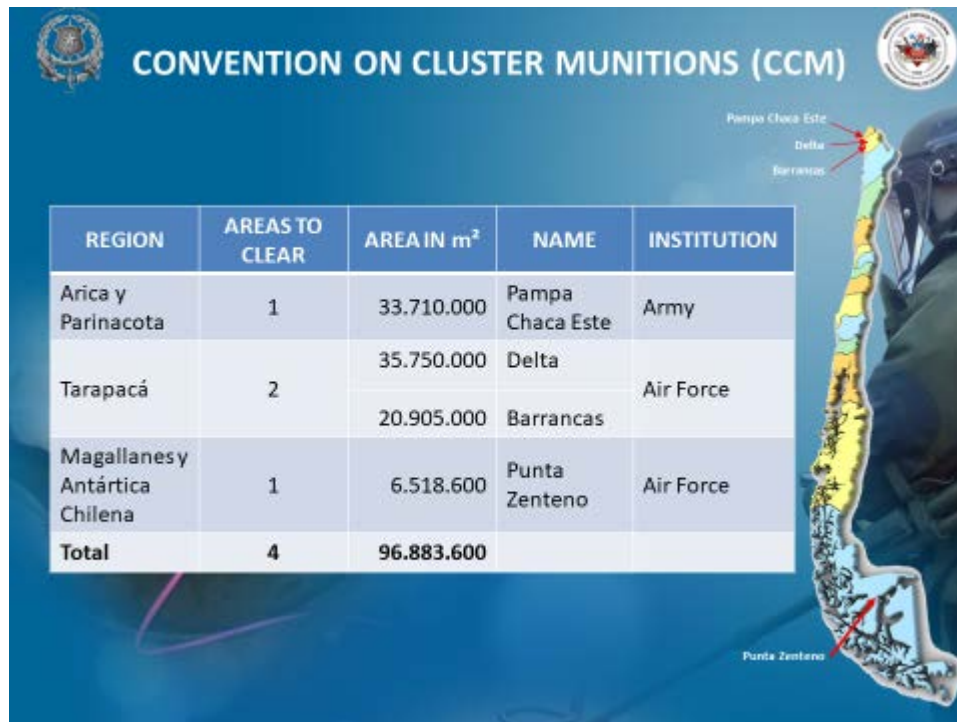 CONVENTION ON CLUSTER MUNITIONS (CCM)
Pampa Chaca Este
Delta
Barrancas
REGION
AREAS TO
CLEAR
AREA IN m²
NAME
INSTITUTION
Arica y
Parinacota
1
33.710.000
Pampa
Chaca Este
Army
Tarapacá
2
35.750.000
Delta
20.905.000
Barrancas
Air Force
Magallanes y
Antártica
Chilena
1
6.518.600
Punta
Zenteno
Air Force
Total
4
96.883.600
Punta Zenteno